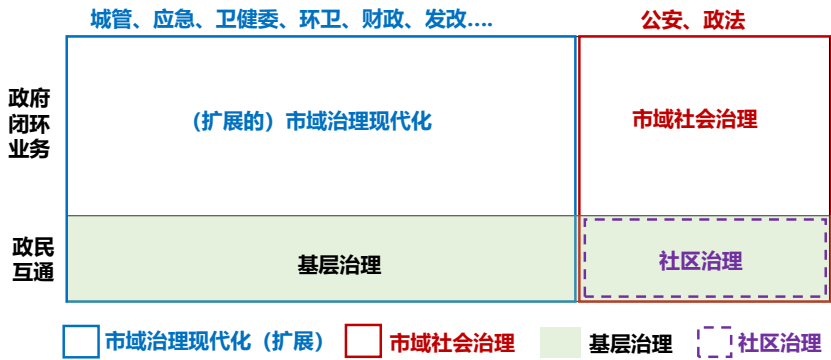 城管、应急、卫健委、环卫、财政、发改....
公安、政法
政府
闭环
业务
（扩展的）市域治理现代化
市域社会治理
政民
互通
基层治理
社区治理
市域治理现代化（扩展）
市域社会治理
基层治理
社区治理